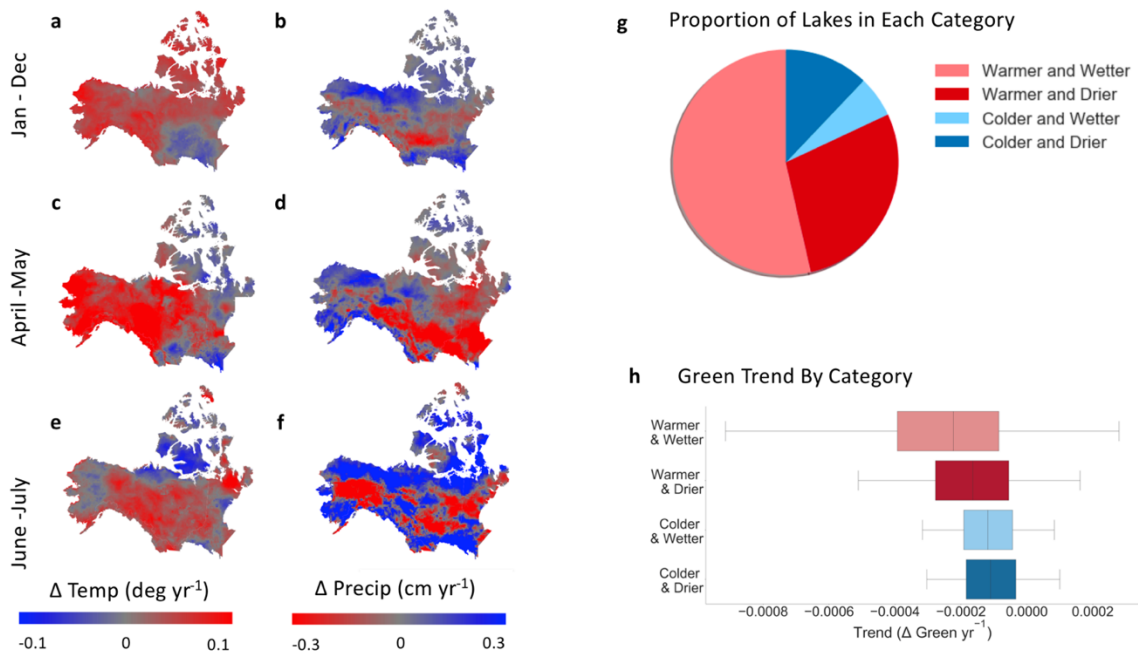 a
b
Jan - Dec
c
d
April -May
e
f
June -July
Δ Temp (deg yr⁻¹)
-0.1 0 0.1
Δ Precip (cm yr⁻¹)
-0.3 0 0.3
g Proportion of Lakes in Each Category
Warmer and Wetter
Warmer and Drier
Colder and Wetter
Colder and Drier
h Green Trend By Category
Warmer
& Wetter
Warmer
& Drier
Colder
& Wetter
Colder
& Drier
−0.0008 −0.0006 −0.0004 −0.0002 0.0000 0.0002
Trend (Δ Green yr⁻¹)